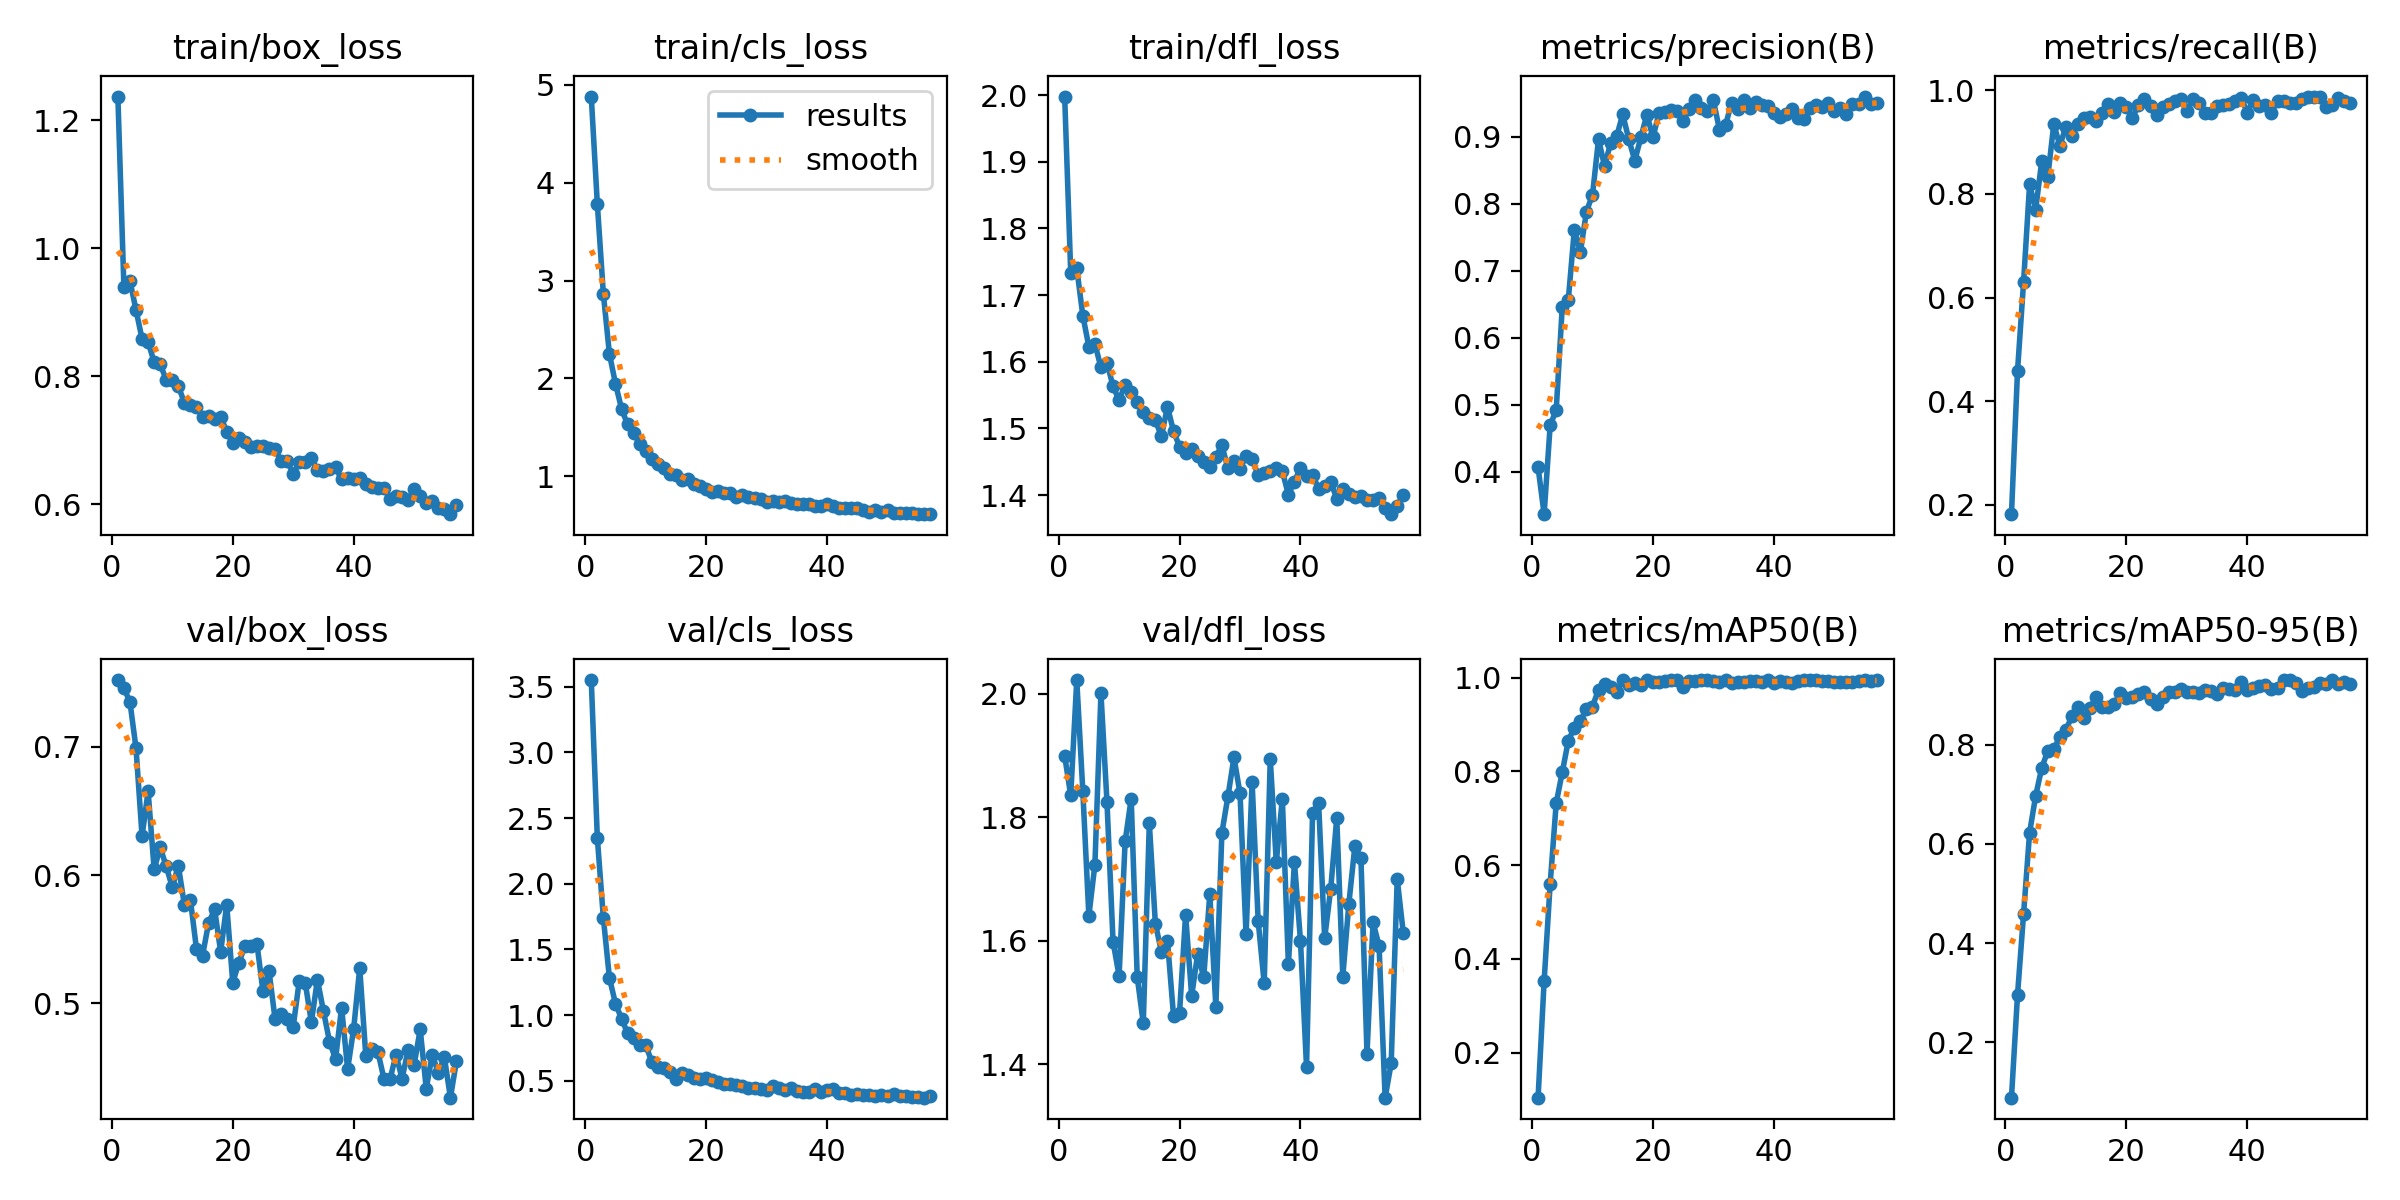 train/box_loss
1.2
1.0
0.8
0.6
0 20 40
train/cls_loss
5
4
3
2
1
0 20 40
results
smooth
train/dfl_loss
2.0
1.9
1.8
1.7
1.6
1.5
1.4
0 20 40
metrics/precision(B)
0.9
0.8
0.7
0.6
0.5
0.4
0 20 40
metrics/recall(B)
1.0
0.8
0.6
0.4
0.2
0 20 40
val/box_loss
0.7
0.6
0.5
0 20 40
val/cls_loss
3.5
3.0
2.5
2.0
1.5
1.0
0.5
0 20 40
val/dfl_loss
2.0
1.8
1.6
1.4
0 20 40
metrics/mAP50(B)
1.0
0.8
0.6
0.4
0.2
0 20 40
metrics/mAP50-95(B)
0.8
0.6
0.4
0.2
0 20 40